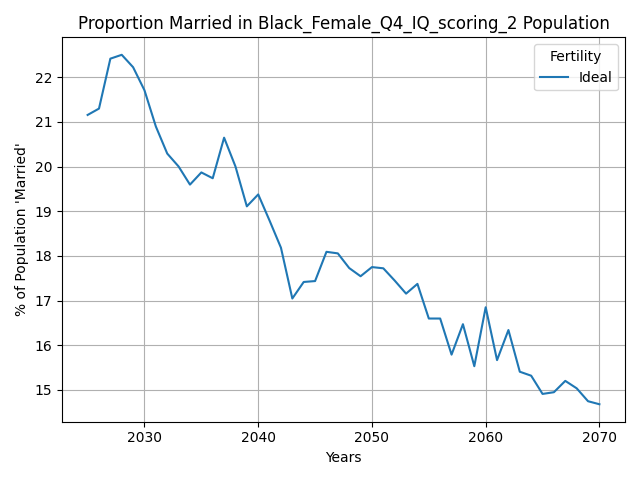 Proportion Married in Black_Female_Q4_IQ_scoring_2 Population
Fertility
Ideal
% of Population 'Married'
22
21
20
19
18
17
16
15
2030
2040
2050
2060
2070
Years